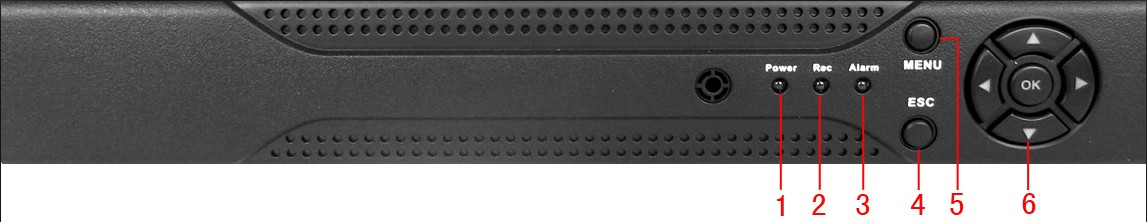 Power Rec Alarm MENU
OK
ESC
1 2 3 4 5 6